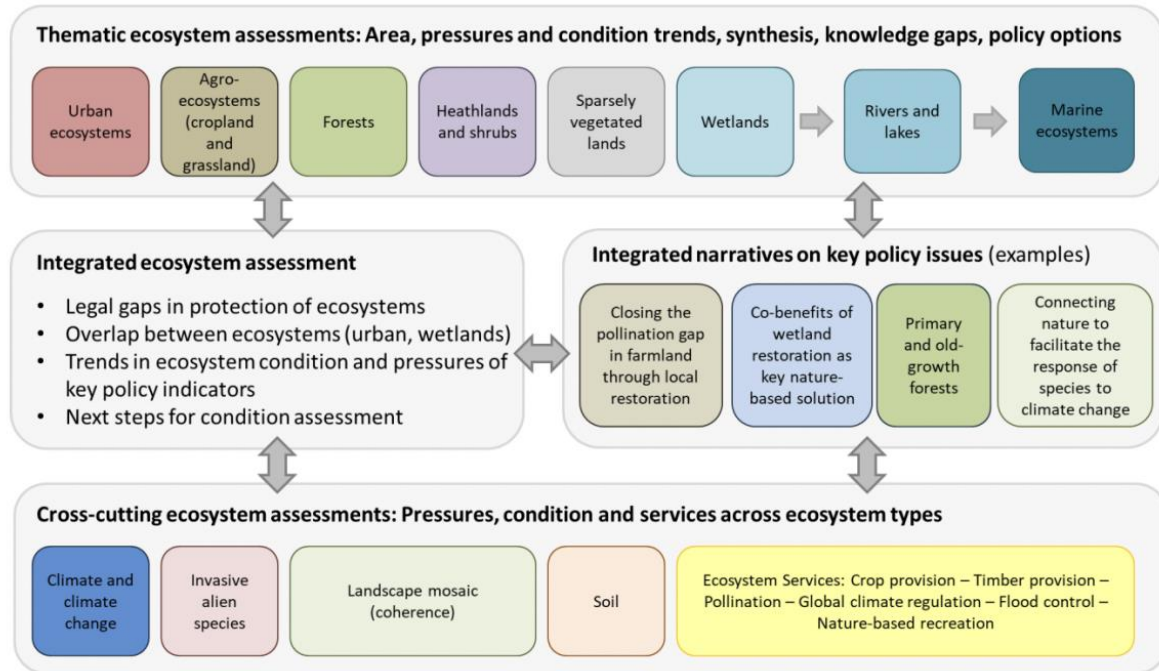 Thematic ecosystem assessments: Area, pressures and condition trends, synthesis, knowledge gaps, policy options
Urban
ecosystems
Agro-
ecosystems
(cropland
and
grassland)
Forests
Heathlands
and shrubs
Sparsely
vegetated
lands
Wetlands
Rivers and
lakes
Marine
ecosystems
Integrated ecosystem assessment
• Legal gaps in protection of ecosystems
• Overlap between ecosystems (urban, wetlands)
• Trends in ecosystem condition and pressures of
key policy indicators
• Next steps for condition assessment
Integrated narratives on key policy issues (examples)
Closing the
pollination gap
in farmland
through local
restoration
Co-benefits of
wetland
restoration as
key nature-
based solution
Primary
and old-
growth
forests
Connecting
nature to
facilitate the
response of
species to
climate change
Cross-cutting ecosystem assessments: Pressures, condition and services across ecosystem types
Climate and
climate
change
Invasive
alien
species
Landscape mosaic
(coherence)
Soil
Ecosystem Services: Crop provision – Timber provision –
Pollination – Global climate regulation – Flood control –
Nature-based recreation